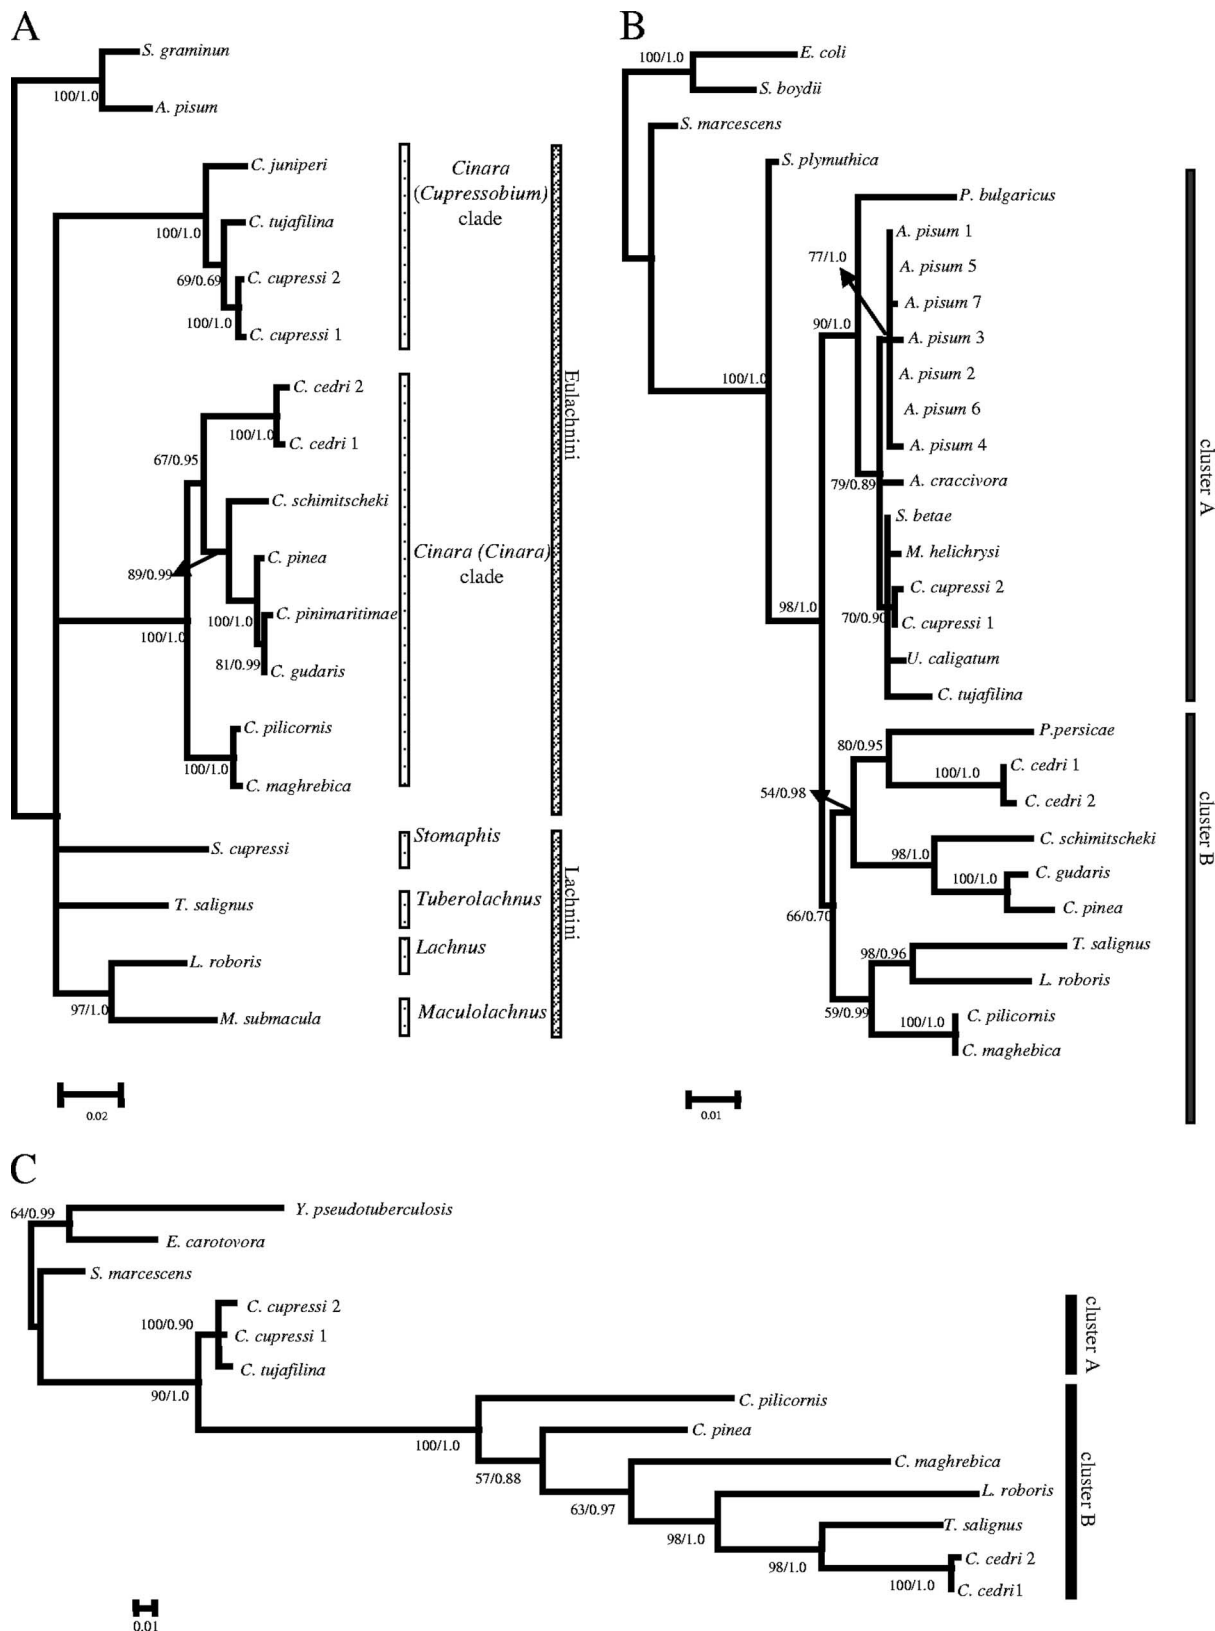 A
S. graminun
100/1.0
A. pisum
C. juniperi
Cinara
(Cupressobium)
clade
100/1.0
C. tujafilina
69/0.69
C. cupressi 2
100/1.0
C. cupressi 1
Eulachnini
C. cedri 2
100/1.0
C. cedri 1
67/0.95
C. schimitscheki
89/0.99
C. pinea
Cinara (Cinara)
clade
100/1.0
C. pinimaritimae
100/1.0
81/0.99
C. gudaris
C. pilicornis
100/1.0
C. maghrebica
S. cupressi
Stomaphis
Lachnini
T. salignus
Tuberolachnus
L. roboris
Lachnus
97/1.0
M. submacula
Maculolachnus
0.02
B
100/1.0
E. coli
S. boydii
S. marcescens
S. plymuthica
P. bulgaricus
A. pisum 1
77/1.0
A. pisum 5
A. pisum 7
90/1.0
A. pisum 3
A. pisum 2
100/1.0
A. pisum 6
A. pisum 4
cluster A
79/0.89
A. craccivora
S. betae
M. helichrysi
C. cupressi 2
98/1.0
70/0.90
C. cupressi 1
U. caligatum
C. tujafilina
P.persicae
80/0.95
C. cedri 1
100/1.0
54/0.98
C. cedri 2
cluster B
C. schimitscheki
98/1.0
C. gudaris
100/1.0
C. pinea
66/0.70
T. salignus
98/0.96
L. roboris
59/0.99
C. pilicornis
100/1.0
C. maghebica
0.01
C
64/0.99
Y. pseudotuberculosis
E. carotovora
S. marcescens
C. cupressi 2
100/0.90
C. cupressi 1
cluster A
C. tujafilina
90/1.0
C. pilicornis
100/1.0
C. pinea
57/0.88
C. maghrebica
63/0.97
L. roboris
cluster B
98/1.0
T. salignus
98/1.0
C. cedri 2
100/1.0
C. cedri1
0.01